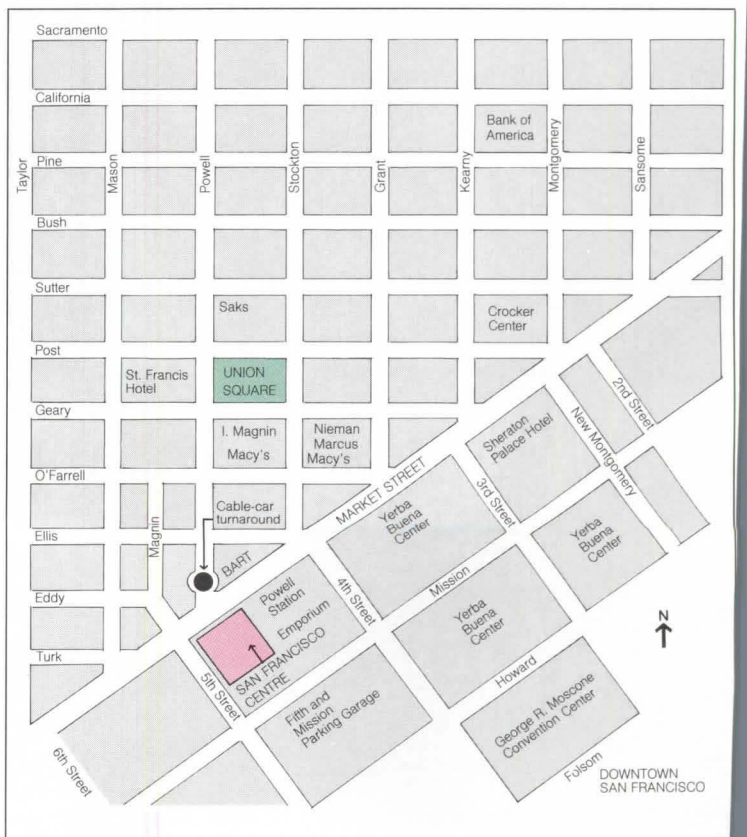 Sacramento
California
Bank of
America
Taylor
Pine
Mason
Powell
Stockton
Grant
Kearny
Montgomery
Sansome
Bush
Sutter
Saks
Crocker
Center
Post
St. Francis
Hotel
UNION
SQUARE
Geary
I. Magnin
Macy's
Nieman
Marcus
Macy's
Sheraton
Palace Hotel
New Montgomery
2nd Street
O'Farrell
Cable-car
turnaround
MARKET STREET
Yerba
Buena
Center
3rd Street
Yerba
Buena
Center
Magnin
Ellis
BART
Eddy
Powell
Station
Emporium
4th Street
Mission
Yerba
Buena
Center
N
Turk
SAN FRANCISCO
CENTRE
5th Street
Fifth and
Mission
Parking Garage
Howard
George R. Moscone
Convention Center
6th Street
Folsom
DOWNTOWN
SAN FRANCISCO